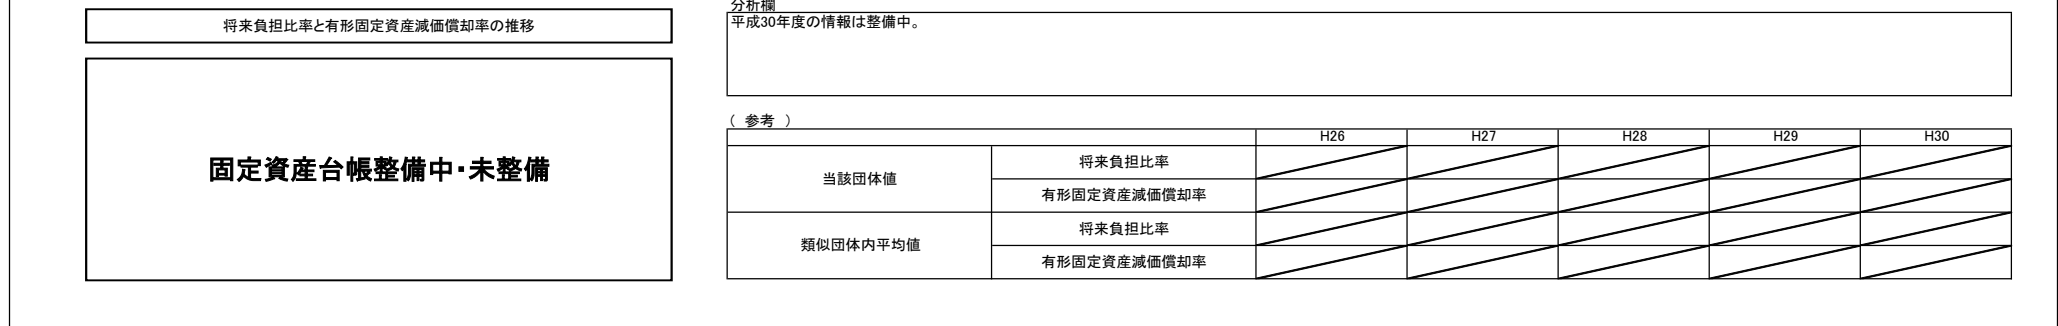 将来負担比率と有形固定資産減価償却率の推移
固定資産台帳整備中・未整備
分析欄
平成30年度の情報は整備中。
（ 参考 ）
H26 H27 H28 H29 H30
当該団体値
将来負担比率
有形固定資産減価償却率
類似団体内平均値
将来負担比率
有形固定資産減価償却率